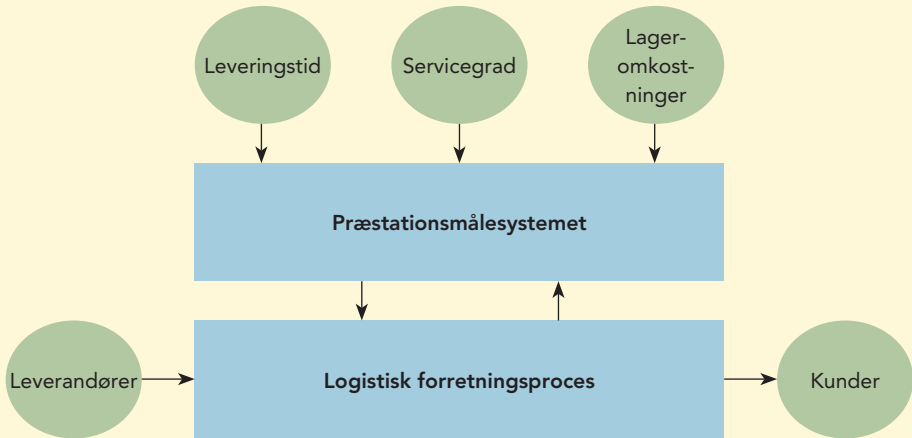 Leveringstid
Servicegrad
Lager-
omkost-
ninger
Præstationsmålesystemet
Leverandører
Logistisk forretningsproces
Kunder